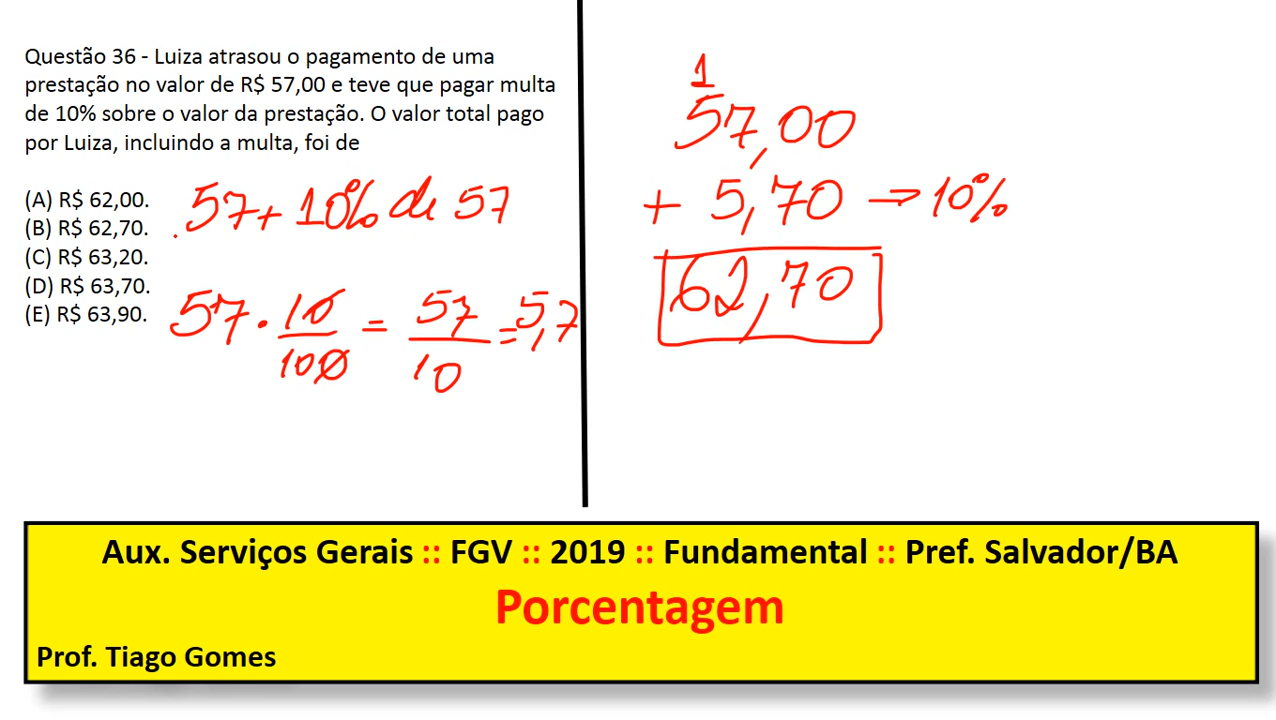 Questão 36 - Luiza atrasou o pagamento de uma
prestação no valor de R$ 57,00 e teve que pagar multa
de 10% sobre o valor da prestação. O valor total pago
por Luiza, incluindo a multa, foi de
(A) R$ 62,00.
(B) R$ 62,70.
(C) R$ 63,20.
(D) R$ 63,70.
(E) R$ 63,90.
57 + 10% de 57
57 · 10/100 = 57/10 = 5,7
1
57,00
+ 5,70 ⇒ 10%
62,70
Aux. Serviços Gerais :: FGV :: 2019 :: Fundamental :: Pref. Salvador/BA
Porcentagem
Prof. Tiago Gomes